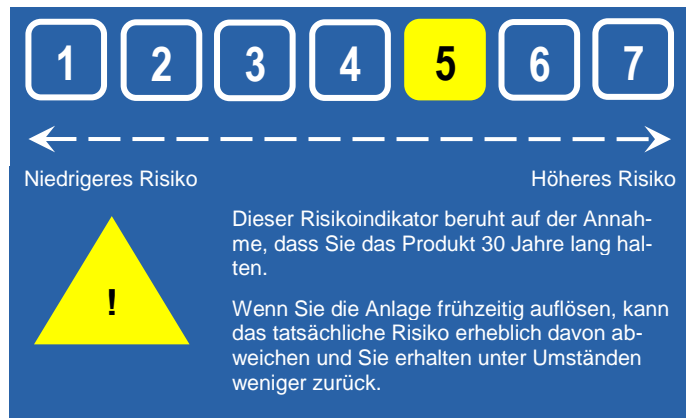 1 2 3 4 5 6 7
Niedrigeres Risiko Höheres Risiko
Dieser Risikoindikator beruht auf der Annah-
me, dass Sie das Produkt 30 Jahre lang hal-
ten.
!
Wenn Sie die Anlage frühzeitig auflösen, kann
das tatsächliche Risiko erheblich davon ab-
weichen und Sie erhalten unter Umständen
weniger zurück.